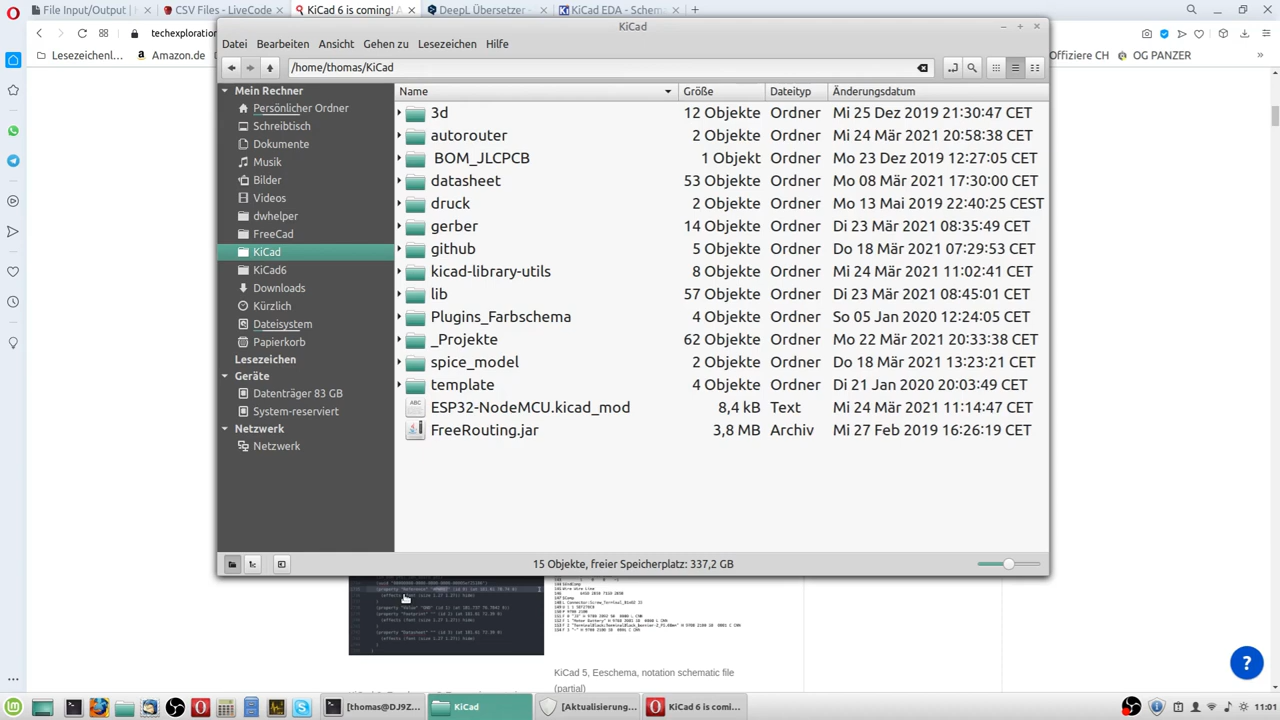 File Input/Output | CSV Files - LiveCode KiCad 6 is coming! A DeepL Übersetzer - KiCad EDA - Schema
techexploration
Lesezeichenl... Amazon.de Offiziere CH OG PANZER
KiCad
Datei Bearbeiten Ansicht Gehen zu Lesezeichen Hilfe
/home/thomas/KiCad
Mein Rechner
Persönlicher Ordner
Schreibtisch
Dokumente
Musik
Bilder
Videos
dwhelper
FreeCad
KiCad
KiCad6
Downloads
Kürzlich
Dateisystem
Papierkorb
Lesezeichen
Geräte
Datenträger 83 GB
System-reserviert
Netzwerk
Netzwerk
Name Größe Dateityp Änderungsdatum
3d 12 Objekte Ordner Mi 25 Dez 2019 21:30:47 CET
autorouter 2 Objekte Ordner Mi 24 Mär 2021 20:58:38 CET
BOM_JLCPCB 1 Objekt Ordner Mo 23 Dez 2019 12:27:05 CET
datasheet 53 Objekte Ordner Mo 08 Mär 2021 17:30:00 CET
druck 2 Objekte Ordner Mo 13 Mai 2019 22:40:25 CEST
gerber 14 Objekte Ordner Di 23 Mär 2021 08:35:49 CET
github 5 Objekte Ordner Do 18 Mär 2021 07:29:53 CET
kicad-library-utils 8 Objekte Ordner Mi 24 Mär 2021 11:02:41 CET
lib 57 Objekte Ordner Di 23 Mär 2021 08:45:01 CET
Plugins_Farbschema 4 Objekte Ordner So 05 Jan 2020 12:24:05 CET
_Projekte 62 Objekte Ordner Mo 22 Mär 2021 20:33:38 CET
spice_model 2 Objekte Ordner Do 18 Mär 2021 13:23:21 CET
template 4 Objekte Ordner Di 21 Jan 2020 20:03:49 CET
ESP32-NodeMCU.kicad_mod 8,4 kB Text Mi 24 Mär 2021 11:14:47 CET
FreeRouting.jar 3,8 MB Archiv Mi 27 Feb 2019 16:26:19 CET
15 Objekte, freier Speicherplatz: 337,2 GB
KiCad 5, Eeschema, notation schematic file
(partial)
[thomas@DJ9Z... KiCad [Aktualisierung... KiCad 6 is comi... 11:01